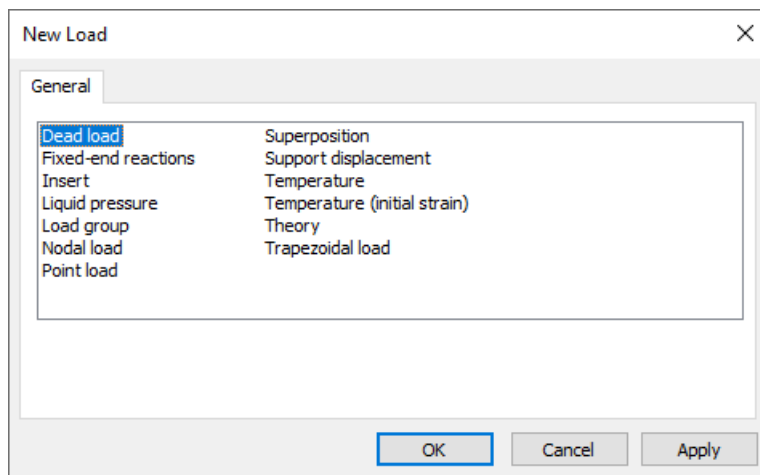 New Load
General
Dead load
Fixed-end reactions
Insert
Liquid pressure
Load group
Nodal load
Point load
Superposition
Support displacement
Temperature
Temperature (initial strain)
Theory
Trapezoidal load
OK
Cancel
Apply